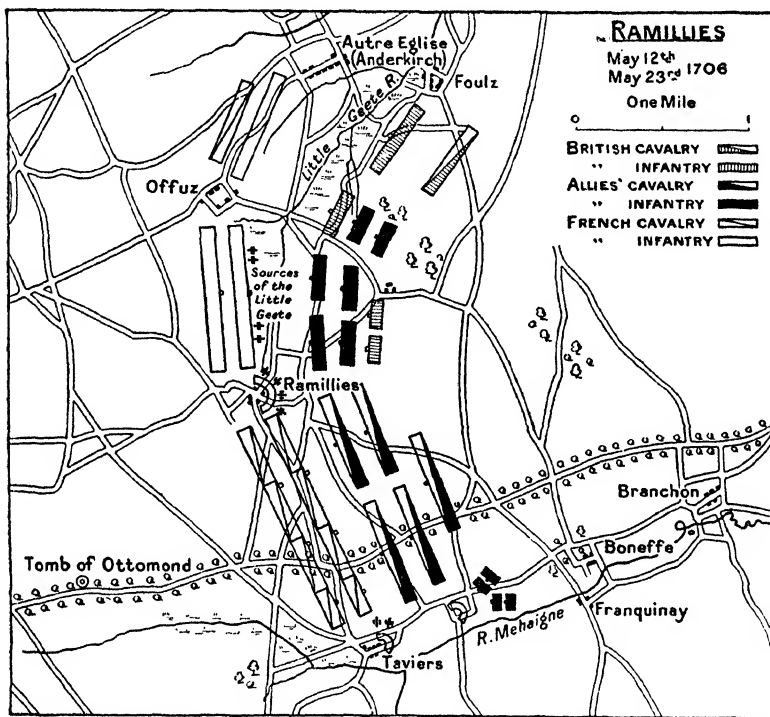 RAMILLIES
May 12th
May 23rd 1706
One Mile
0 1
BRITISH CAVALRY
" INFANTRY
ALLIES' CAVALRY
" INFANTRY
FRENCH CAVALRY
" INFANTRY
Autre Eglise
(Anderkirch)
Foulz
Little Geete R.
Offuz
Sources
of the
Little
Geete
Ramillies
Branchon
Boneffe
Tomb of Ottomond
Franquinay
R. Mehaigne
Taviers